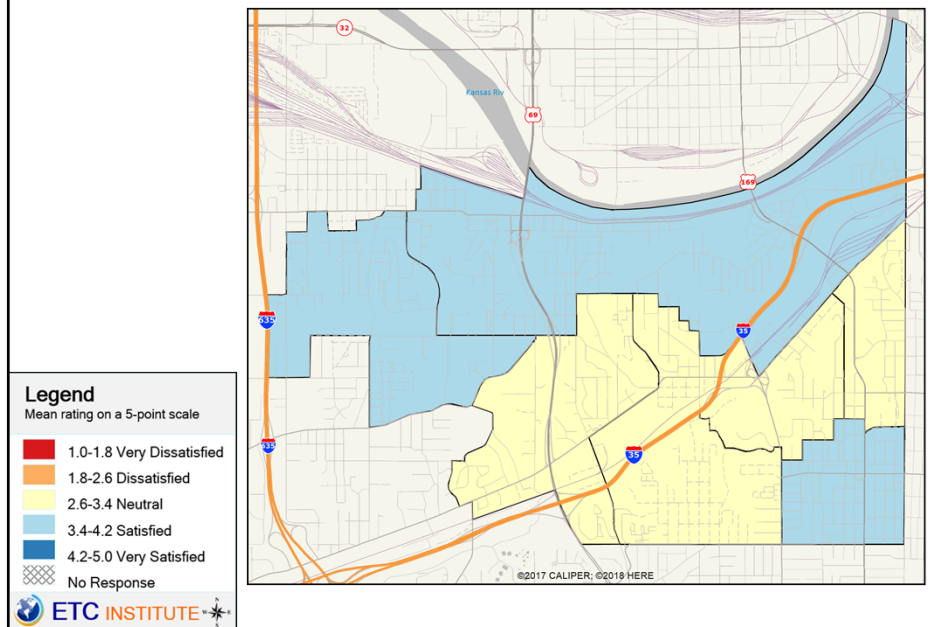 32
Kansas Riv
69
169
635
35
635
35
©2017 CALIPER; ©2018 HERE
Legend
Mean rating on a 5-point scale
1.0-1.8 Very Dissatisfied
1.8-2.6 Dissatisfied
2.6-3.4 Neutral
3.4-4.2 Satisfied
4.2-5.0 Very Satisfied
No Response
ETC INSTITUTE